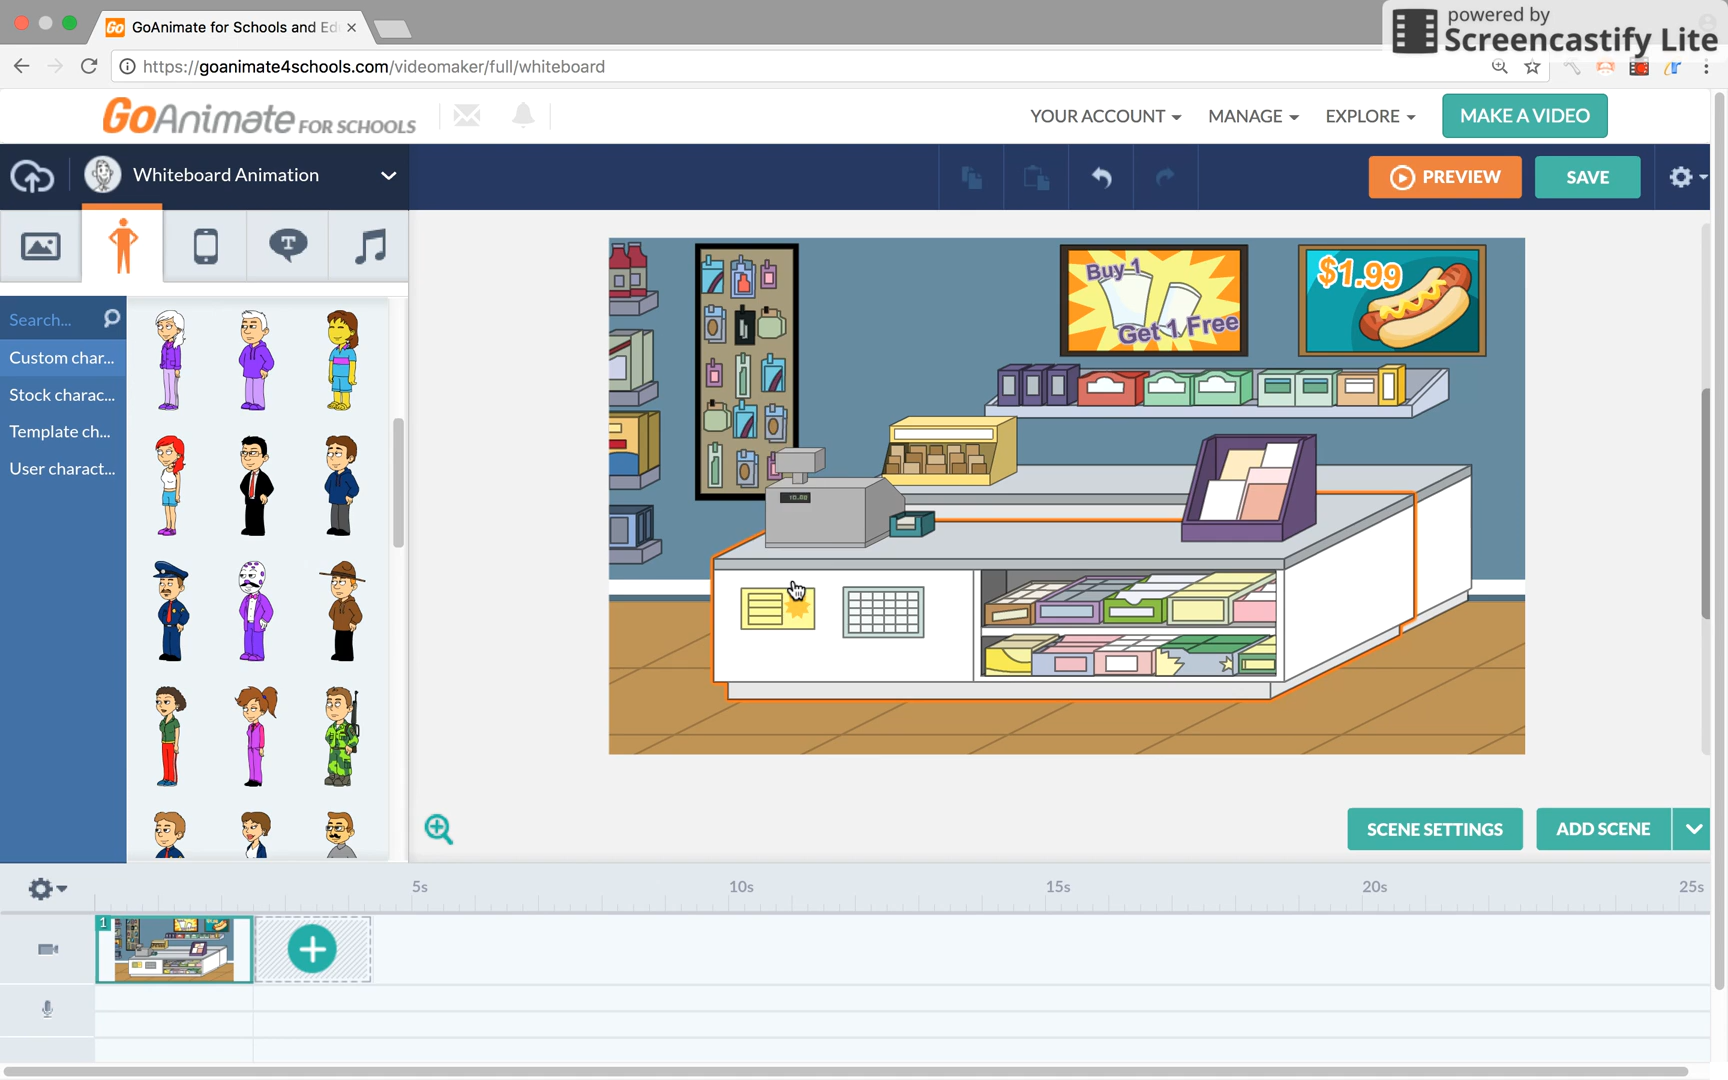 GoAnimate for Schools and Ed
powered by
Screencastify Lite
https://goanimate4schools.com/videomaker/full/whiteboard
GoAnimate FOR SCHOOLS
YOUR ACCOUNT
MANAGE
EXPLORE
MAKE A VIDEO
Whiteboard Animation
PREVIEW
SAVE
Search...
Custom char...
Stock charac...
Template ch...
User charact...
Buy 1
Get 1 Free
$1.99
10.00
SCENE SETTINGS
ADD SCENE
5s
10s
15s
20s
25s
1